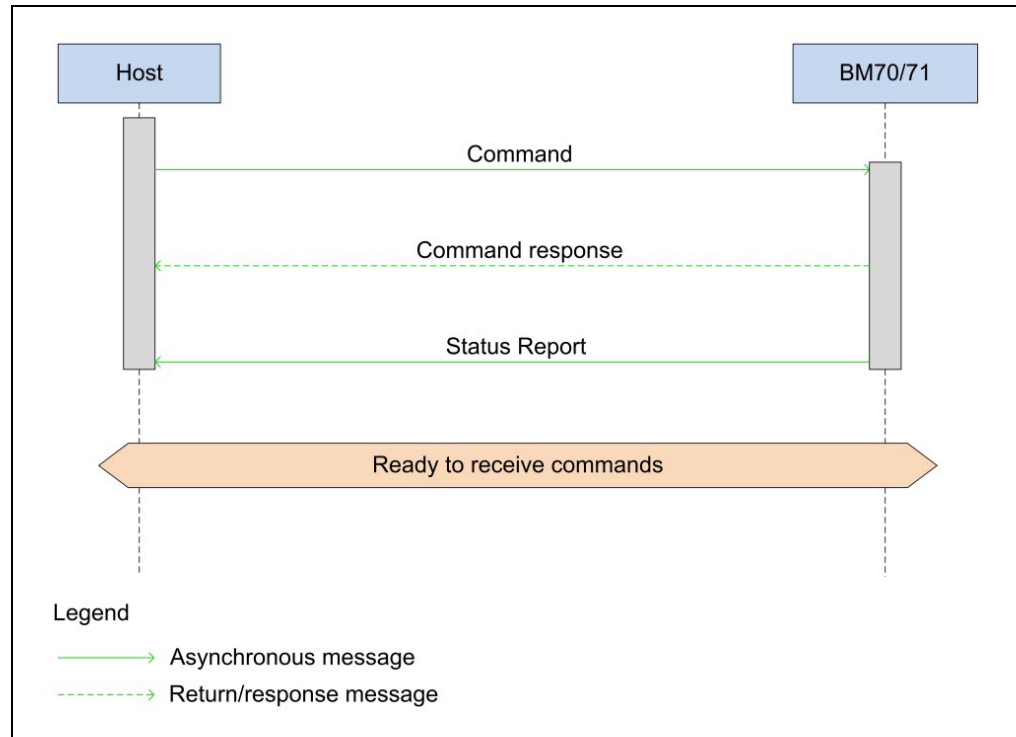 Host
BM70/71
Command
Command response
Status Report
Ready to receive commands
Legend
Asynchronous message
Return/response message